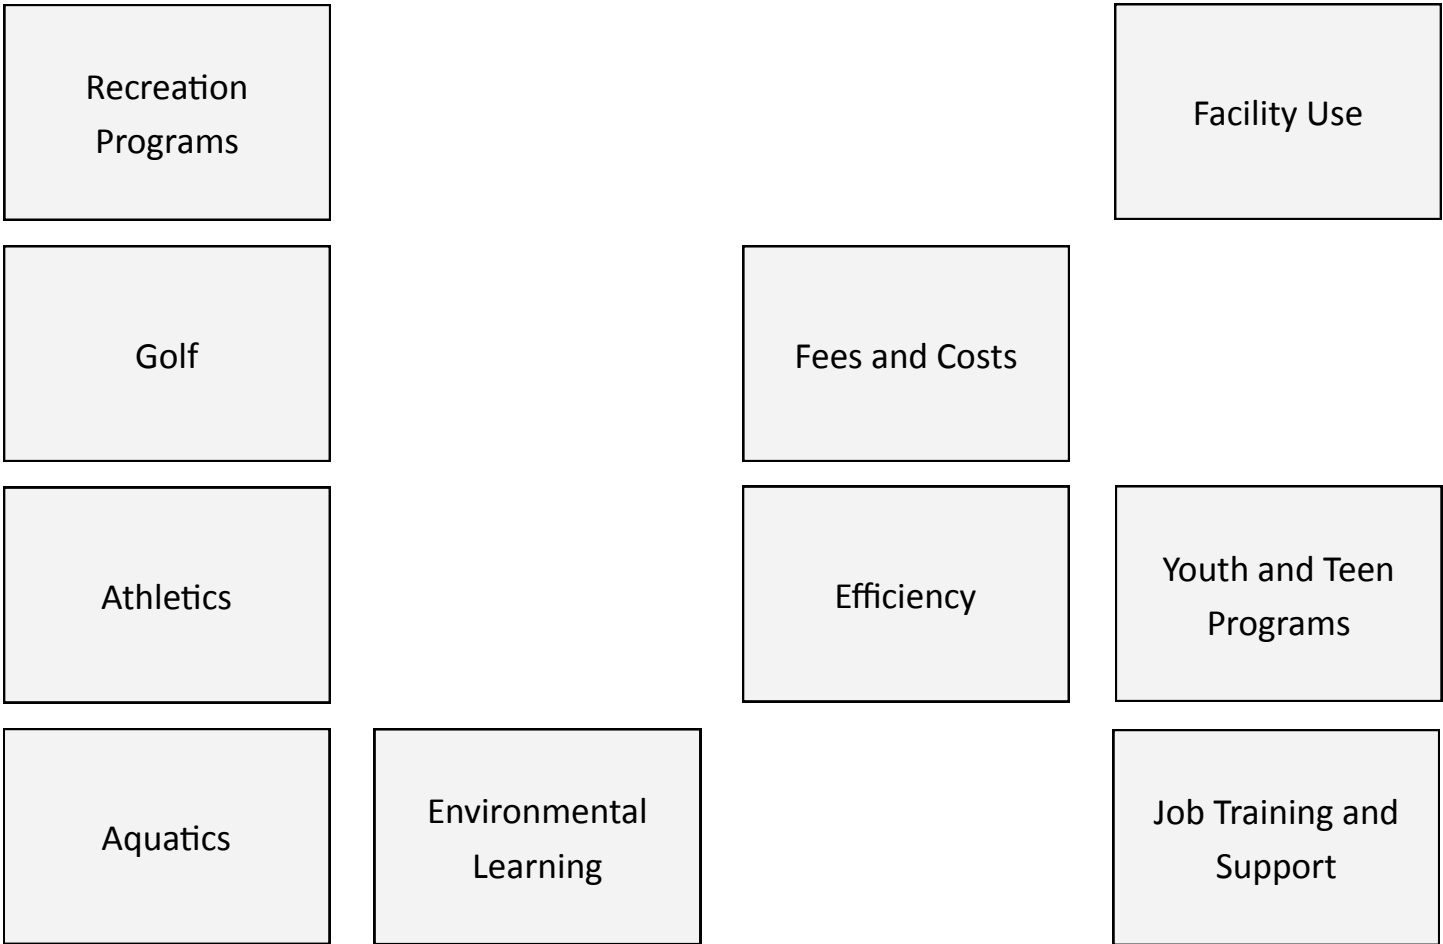 Recreation
Programs
Facility Use
Golf
Fees and Costs
Athletics
Efficiency
Youth and Teen
Programs
Aquatics
Environmental
Learning
Job Training and
Support